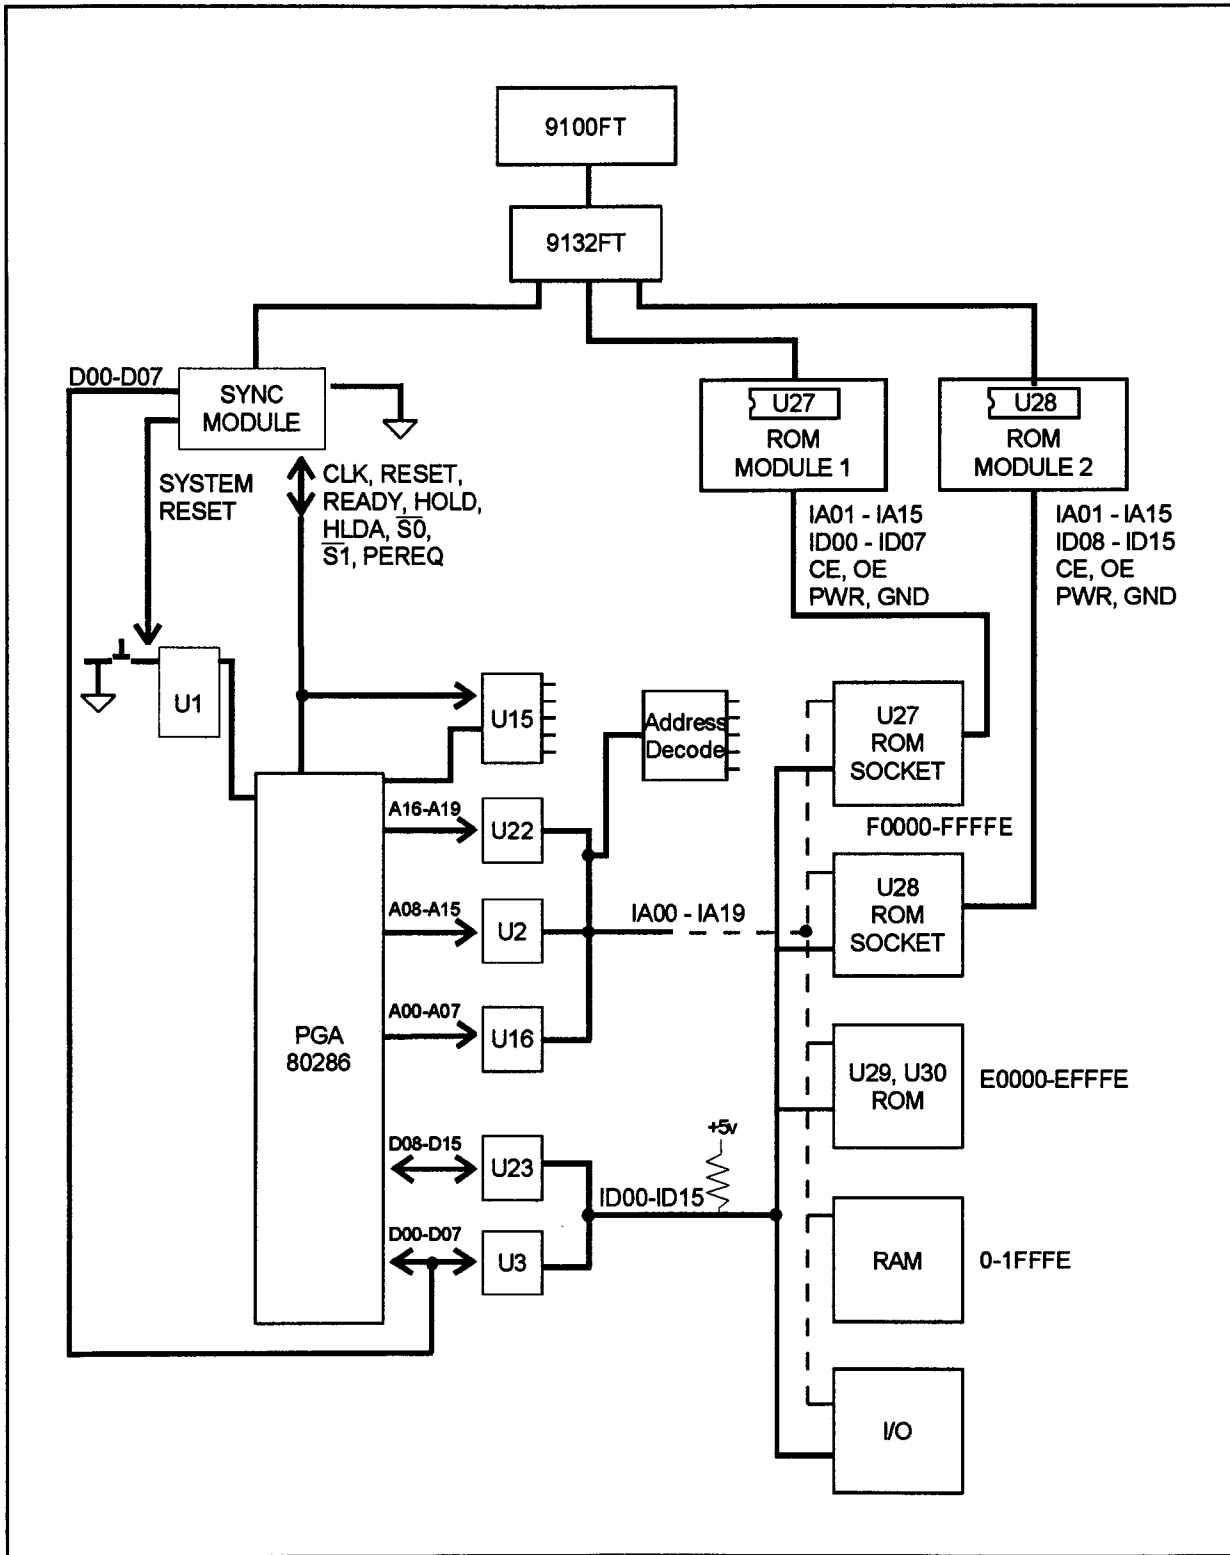 9100FT
9132FT
D00-D07
SYNC
MODULE
U27
ROM
MODULE 1
U28
ROM
MODULE 2
SYSTEM
RESET
CLK, RESET,
READY, HOLD,
HLDA, S̅0̅,
S̅1̅, PEREQ
IA01 - IA15
ID00 - ID07
CE, OE
PWR, GND
IA01 - IA15
ID08 - ID15
CE, OE
PWR, GND
U1
U15
Address
Decode
U27
ROM
SOCKET
F0000-FFFFE
A16-A19
U22
U28
ROM
SOCKET
A08-A15
U2
IA00 - IA19
A00-A07
U16
PGA
80286
U29, U30
ROM
E0000-EFFFE
+5v
D08-D15
U23
ID00-ID15
D00-D07
U3
RAM
0-1FFFE
I/O